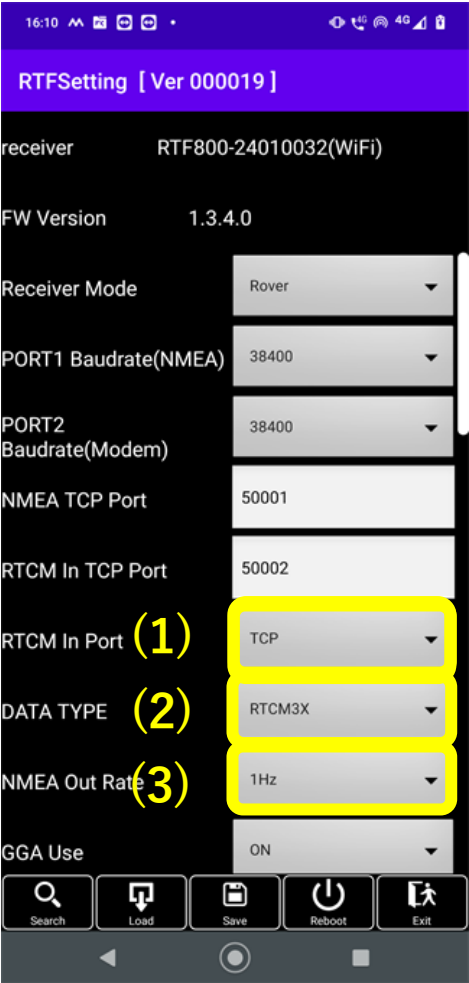 16:10
4G 4G
RTFSetting [ Ver 000019 ]
receiver RTF800-24010032(WiFi)
FW Version 1.3.4.0
Receiver Mode Rover
PORT1 Baudrate(NMEA) 38400
PORT2
Baudrate(Modem) 38400
NMEA TCP Port 50001
RTCM In TCP Port 50002
RTCM In Port (1) TCP
DATA TYPE (2) RTCM3X
NMEA Out Rate (3) 1Hz
GGA Use ON
Search Load Save Reboot Exit